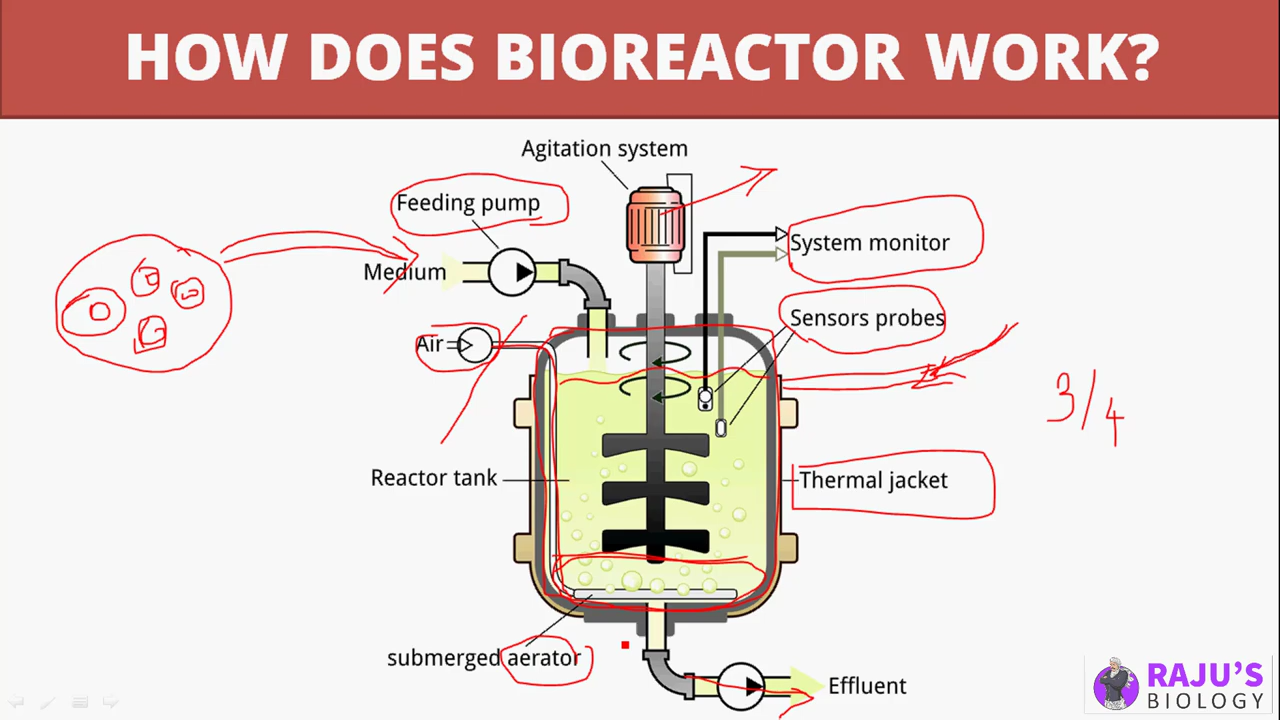 HOW DOES BIOREACTOR WORK?
Agitation system
Feeding pump
System monitor
Medium
Sensors probes
Air
3/4
Reactor tank
Thermal jacket
submerged aerator
Effluent
RAJU'S
BIOLOGY